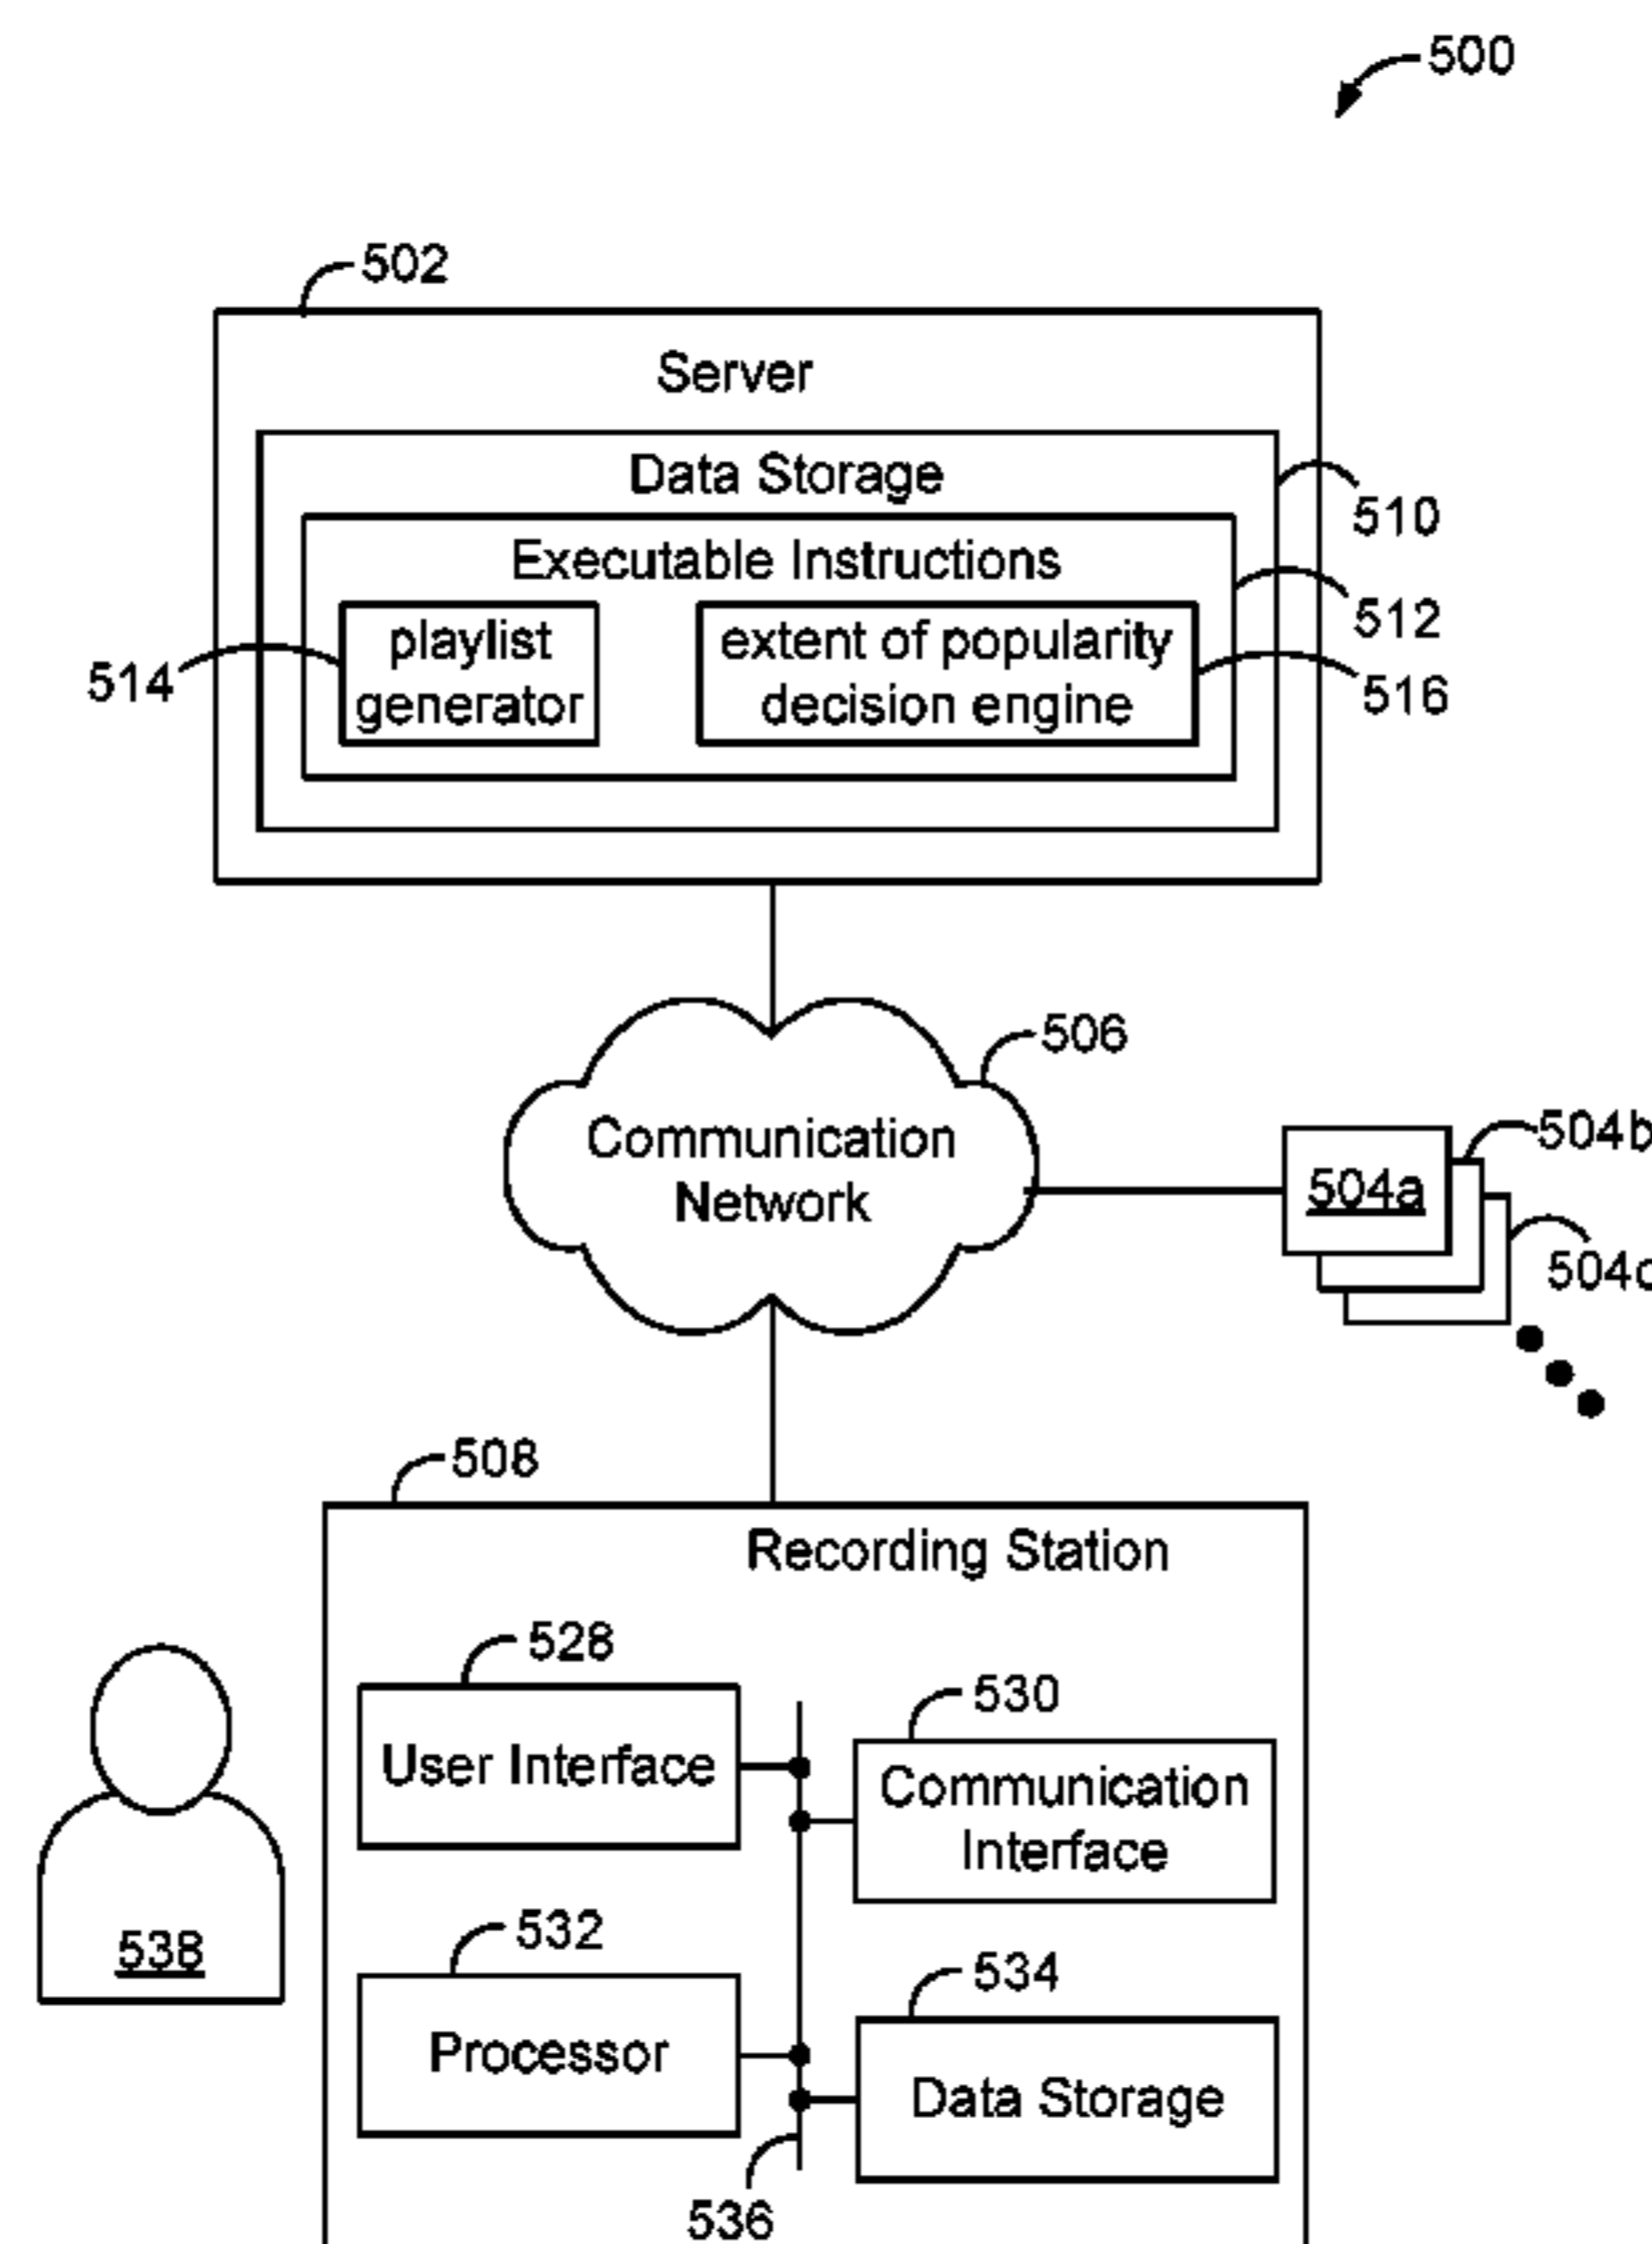 500
502
Server
Data Storage
510
Executable Instructions
512
514
playlist
generator
extent of popularity
decision engine
516
506
Communication
Network
504a
504b
504c
508
Recording Station
528
User Interface
530
Communication
Interface
538
532
Processor
534
Data Storage
536